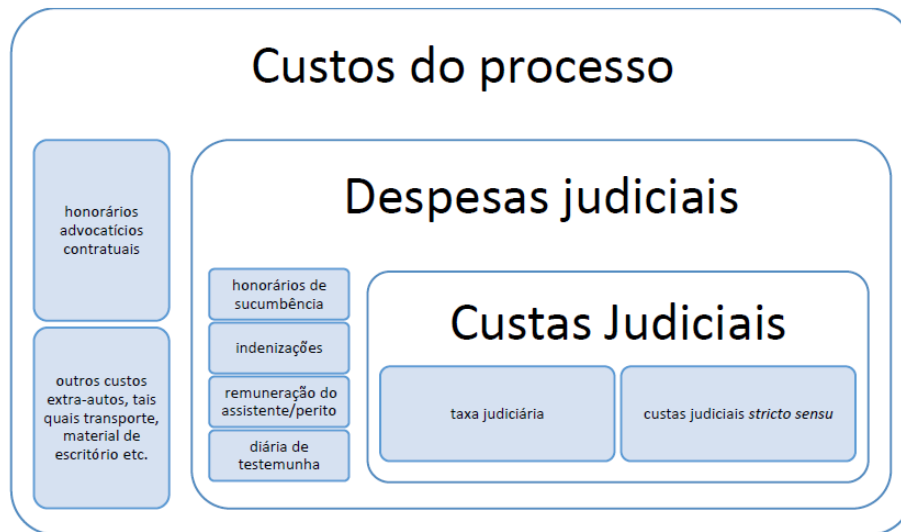 Custos do processo
honorários
advocatícios
contratuais
outros custos
extra-autos, tais
quais transporte,
material de
escritório etc.
Despesas judiciais
honorários de
sucumbência
indenizações
remuneração do
assistente/perito
diária de
testemunha
Custas Judiciais
taxa judiciária
custas judiciais stricto sensu